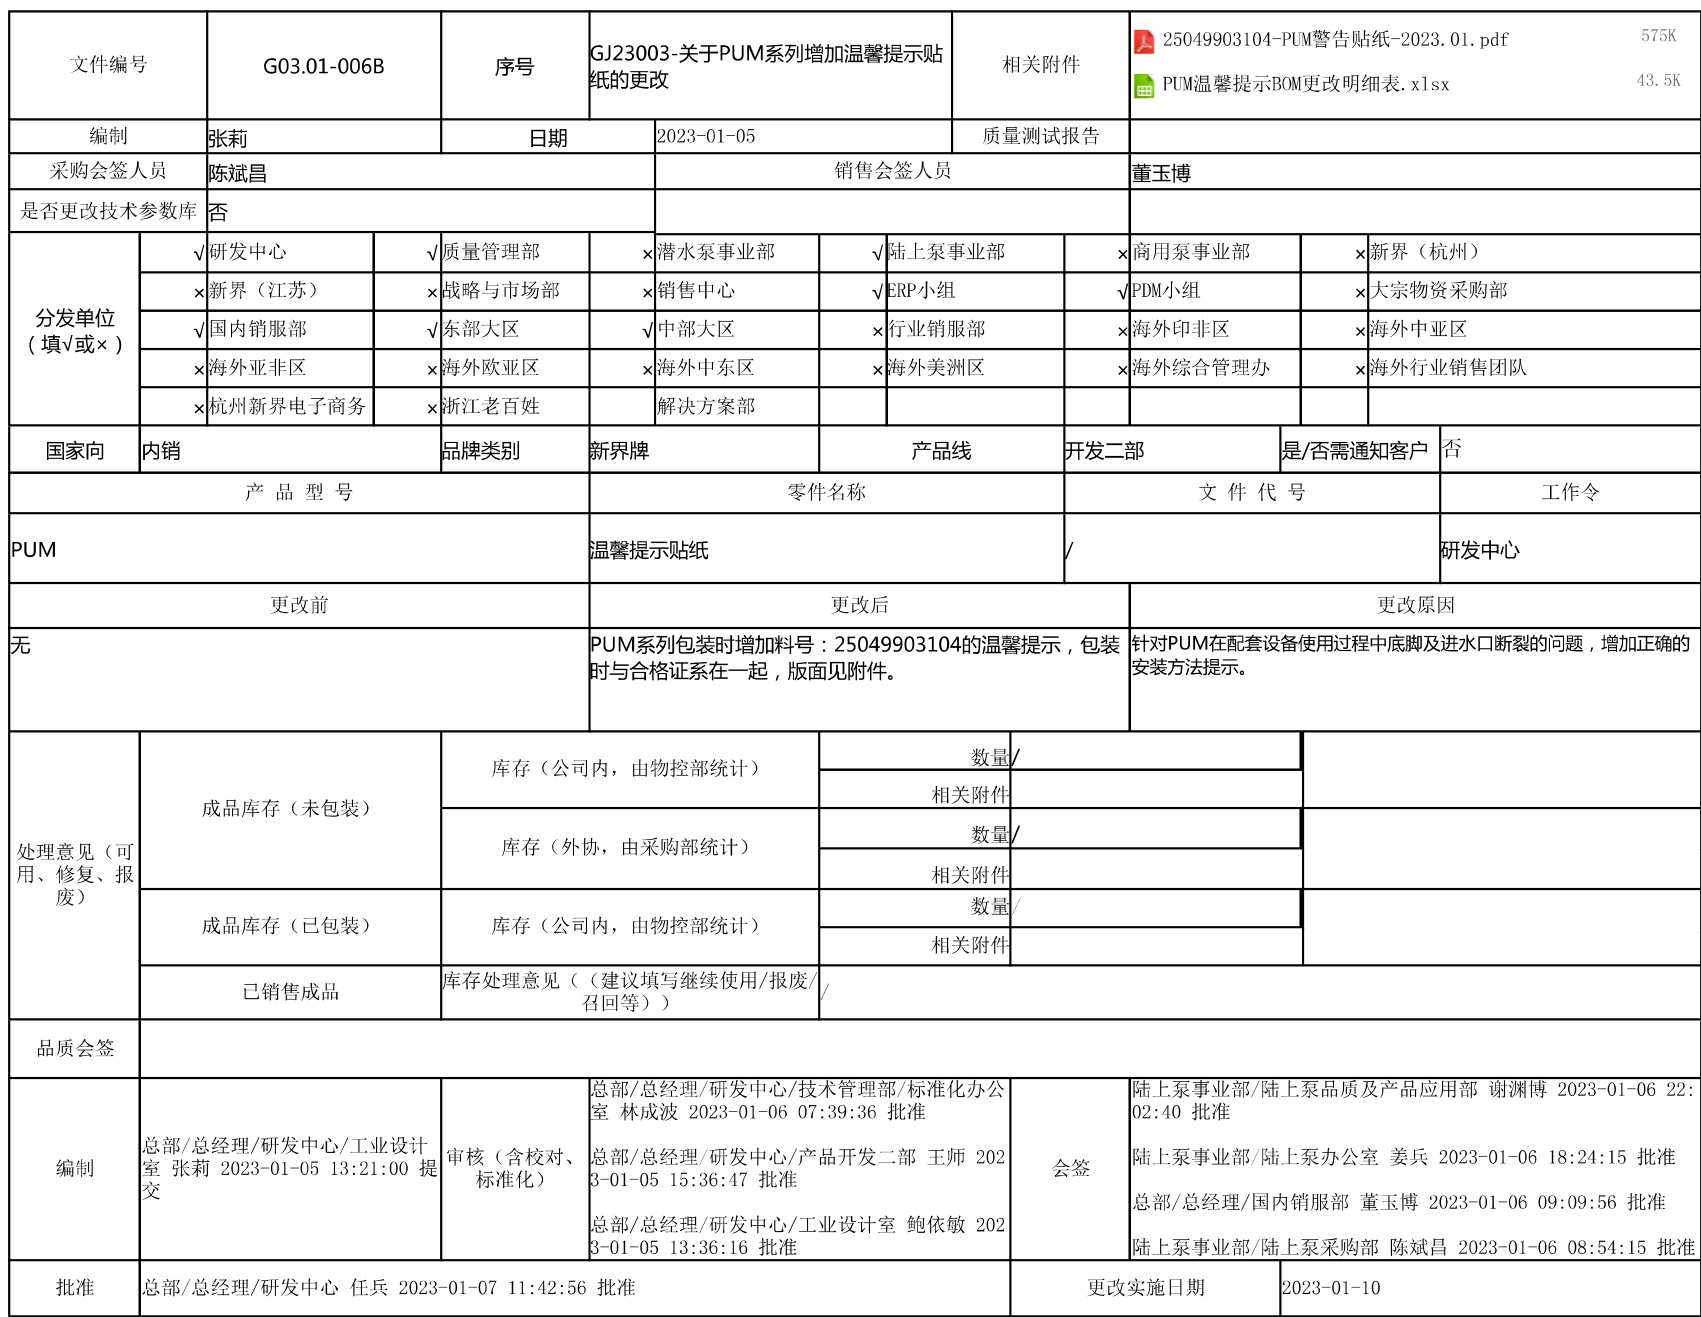 文件编号
G03.01-006B
序号
GJ23003-关于PUM系列增加温馨提示贴
纸的更改
相关附件
25049903104-PUM警告贴纸-2023.01.pdf 575K
PUM温馨提示BOM更改明细表.xlsx 43.5K
编制 张莉 日期 2023-01-05 质量测试报告
采购会签人员 陈斌昌 销售会签人员 董玉博
是否更改技术参数库 否
分发单位
（填√或×）
√ 研发中心 √ 质量管理部 × 潜水泵事业部 √ 陆上泵事业部 × 商用泵事业部 × 新界（杭州）
× 新界（江苏） × 战略与市场部 × 销售中心 √ ERP小组 √ PDM小组 × 大宗物资采购部
√ 国内销服部 √ 东部大区 √ 中部大区 × 行业销服部 × 海外印非区 × 海外中亚区
× 海外亚非区 × 海外欧亚区 × 海外中东区 × 海外美洲区 × 海外综合管理办 × 海外行业销售团队
× 杭州新界电子商务 × 浙江老百姓 解决方案部
国家向 内销 品牌类别 新界牌 产品线 开发二部 是/否需通知客户 否
产 品 型 号 零件名称 文 件 代 号 工作令
PUM 温馨提示贴纸 / 研发中心
更改前 更改后 更改原因
无
PUM系列包装时增加料号：25049903104的温馨提示，包装
时与合格证系在一起，版面见附件。
针对PUM在配套设备使用过程中底脚及进水口断裂的问题，增加正确的
安装方法提示。
处理意见（可
用、修复、报
废）
成品库存（未包装）
库存（公司内，由物控部统计）
数量 /
相关附件
库存（外协，由采购部统计）
数量 /
相关附件
成品库存（已包装）
库存（公司内，由物控部统计）
数量 /
相关附件
已销售成品
库存处理意见（（建议填写继续使用/报废/
召回等））
/
品质会签
编制
总部/总经理/研发中心/工业设计
室 张莉 2023-01-05 13:21:00 提
交
审核（含校对、
标准化）
总部/总经理/研发中心/技术管理部/标准化办公
室 林成波 2023-01-06 07:39:36 批准
总部/总经理/研发中心/产品开发二部 王师 202
3-01-05 15:36:47 批准
总部/总经理/研发中心/工业设计室 鲍依敏 202
3-01-05 13:36:16 批准
会签
陆上泵事业部/陆上泵品质及产品应用部 谢渊博 2023-01-06 22:
02:40 批准
陆上泵事业部/陆上泵办公室 姜兵 2023-01-06 18:24:15 批准
总部/总经理/国内销服部 董玉博 2023-01-06 09:09:56 批准
陆上泵事业部/陆上泵采购部 陈斌昌 2023-01-06 08:54:15 批准
批准 总部/总经理/研发中心 任兵 2023-01-07 11:42:56 批准 更改实施日期 2023-01-10